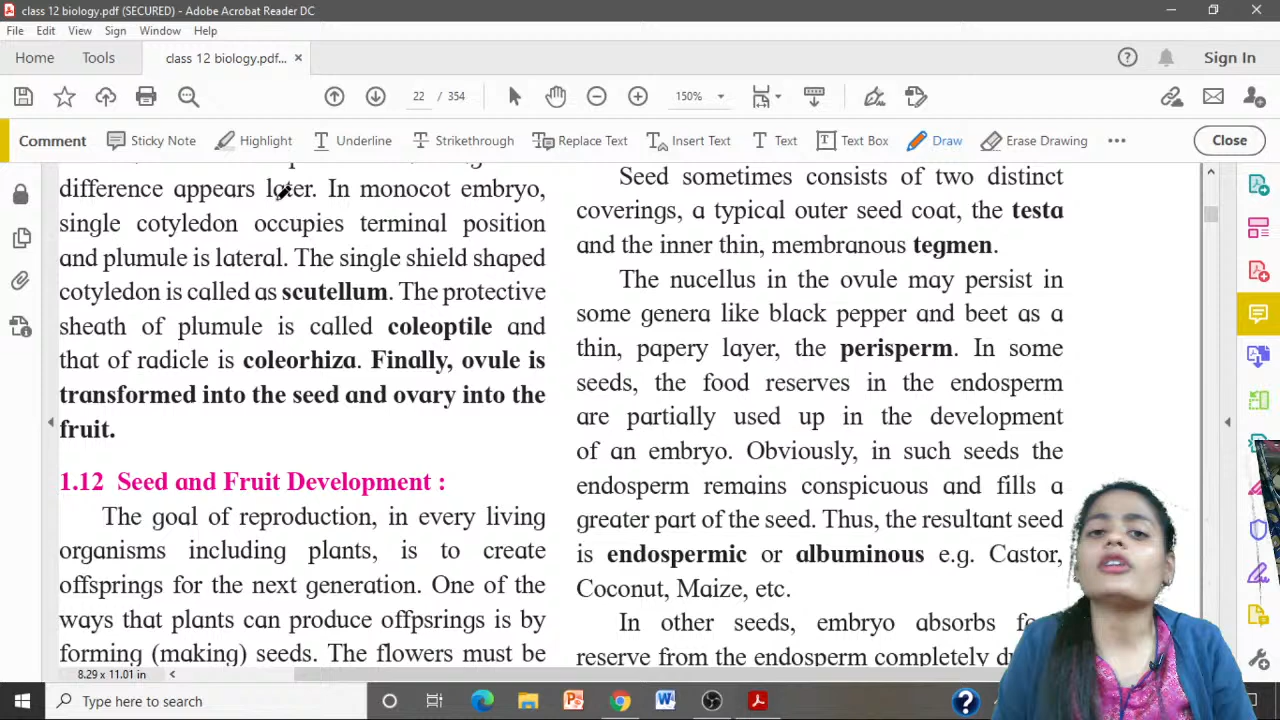 class 12 biology.pdf (SECURED) - Adobe Acrobat Reader DC
File Edit View Sign Window Help
Home Tools class 12 biology.pdf... × Sign In
22 / 354 150%
Comment Sticky Note Highlight Underline Strikethrough Replace Text Insert Text Text Text Box Draw Erase Drawing Close
difference appears later. In monocot embryo,
single cotyledon occupies terminal position
and plumule is lateral. The single shield shaped
cotyledon is called as scutellum. The protective
sheath of plumule is called coleoptile and
that of radicle is coleorhiza. Finally, ovule is
transformed into the seed and ovary into the
fruit.
1.12 Seed and Fruit Development :
The goal of reproduction, in every living
organisms including plants, is to create
offsprings for the next generation. One of the
ways that plants can produce offpsrings is by
forming (making) seeds. The flowers must be
Seed sometimes consists of two distinct
coverings, a typical outer seed coat, the testa
and the inner thin, membranous tegmen.
The nucellus in the ovule may persist in
some genera like black pepper and beet as a
thin, papery layer, the perisperm. In some
seeds, the food reserves in the endosperm
are partially used up in the development
of an embryo. Obviously, in such seeds the
endosperm remains conspicuous and fills a
greater part of the seed. Thus, the resultant seed
is endospermic or albuminous e.g. Castor,
Coconut, Maize, etc.
In other seeds, embryo absorbs
reserve from the endosperm completely
8.29 x 11.01 in
Type here to search